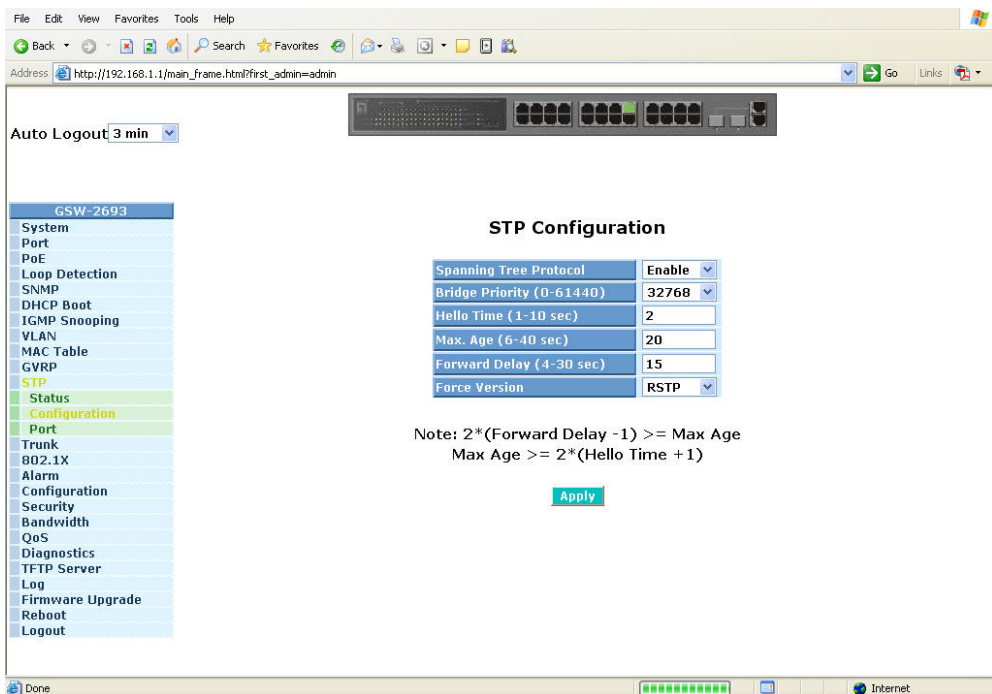 File Edit View Favorites Tools Help
Back Search Favorites
Address http://192.168.1.1/main_frame.html?first_admin=admin Go Links
Auto Logout 3 min
GSW-2693
System
Port
PoE
Loop Detection
SNMP
DHCP Boot
IGMP Snooping
VLAN
MAC Table
GVRP
STP
Status
Configuration
Port
Trunk
802.1X
Alarm
Configuration
Security
Bandwidth
QoS
Diagnostics
TFTP Server
Log
Firmware Upgrade
Reboot
Logout
STP Configuration
Spanning Tree Protocol Enable
Bridge Priority (0-61440) 32768
Hello Time (1-10 sec) 2
Max. Age (6-40 sec) 20
Forward Delay (4-30 sec) 15
Force Version RSTP
Note: 2*(Forward Delay -1) >= Max Age
Max Age >= 2*(Hello Time +1)
Apply
Done Internet